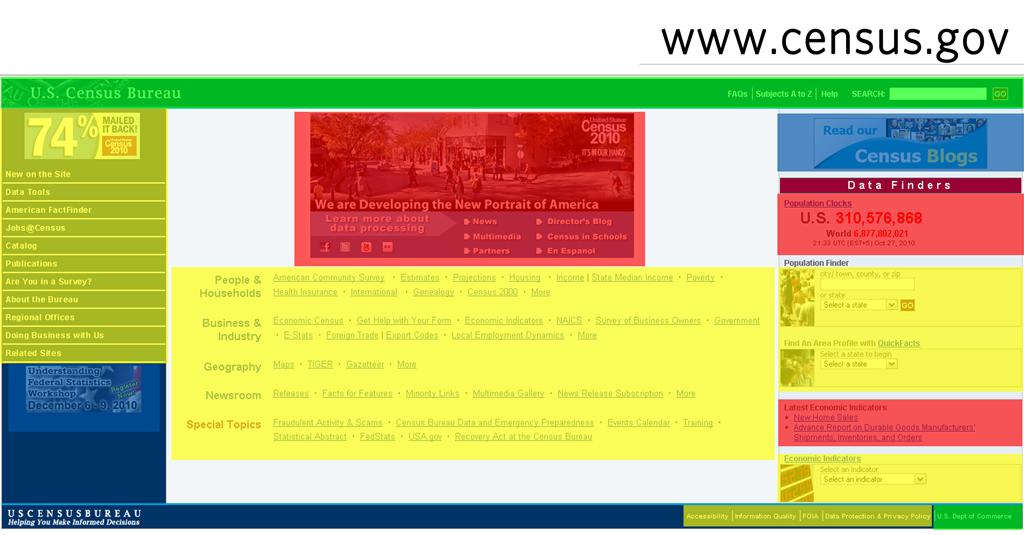 www.census.gov
U.S. Census Bureau
FAQs | Subjects A to Z | Help SEARCH: GO
74% MAILED IT BACK!
United States Census 2010
New on the Site
Data Tools
American FactFinder
Jobs@Census
Catalog
Publications
Are You in a Survey?
About the Bureau
Regional Offices
Doing Business with Us
Related Sites
Understanding
Federal Statistics
Workshop
December 6 - 9, 2010
Register Now!
United States Census 2010
IT'S IN OUR HANDS
We are Developing the New Portrait of America
Learn more about
data processing
News
Multimedia
Partners
Director's Blog
Census in Schools
En Español
People & Households
American Community Survey · Estimates · Projections · Housing · Income | State Median Income · Poverty ·
Health Insurance · International · Genealogy · Census 2000 · More
Business & Industry
Economic Census · Get Help with Your Form · Economic Indicators · NAICS · Survey of Business Owners · Government
· E-Stats · Foreign Trade | Export Codes · Local Employment Dynamics · More
Geography
Maps · TIGER · Gazetteer · More
Newsroom
Releases · Facts for Features · Minority Links · Multimedia Gallery · News Release Subscription · More
Special Topics
Fraudulent Activity & Scams · Census Bureau Data and Emergency Preparedness · Events Calendar · Training ·
Statistical Abstract · FedStats · USA.gov · Recovery Act at the Census Bureau
Read our
Census Blogs
Data Finders
Population Clocks
U.S. 310,576,868
World 6,877,802,021
21:33 UTC (EST+5) Oct 27, 2010
Population Finder
city/ town, county, or zip
or state
Select a state GO
Find An Area Profile with QuickFacts
Select a state to begin
Select a state
Latest Economic Indicators
New Home Sales
Advance Report on Durable Goods Manufacturers'
Shipments, Inventories, and Orders
Economic Indicators
Select an Indicator
Select an indicator
USCENSUSBUREAU
Helping You Make Informed Decisions
Accessibility | Information Quality | FOIA | Data Protection & Privacy Policy | U.S. Dept of Commerce